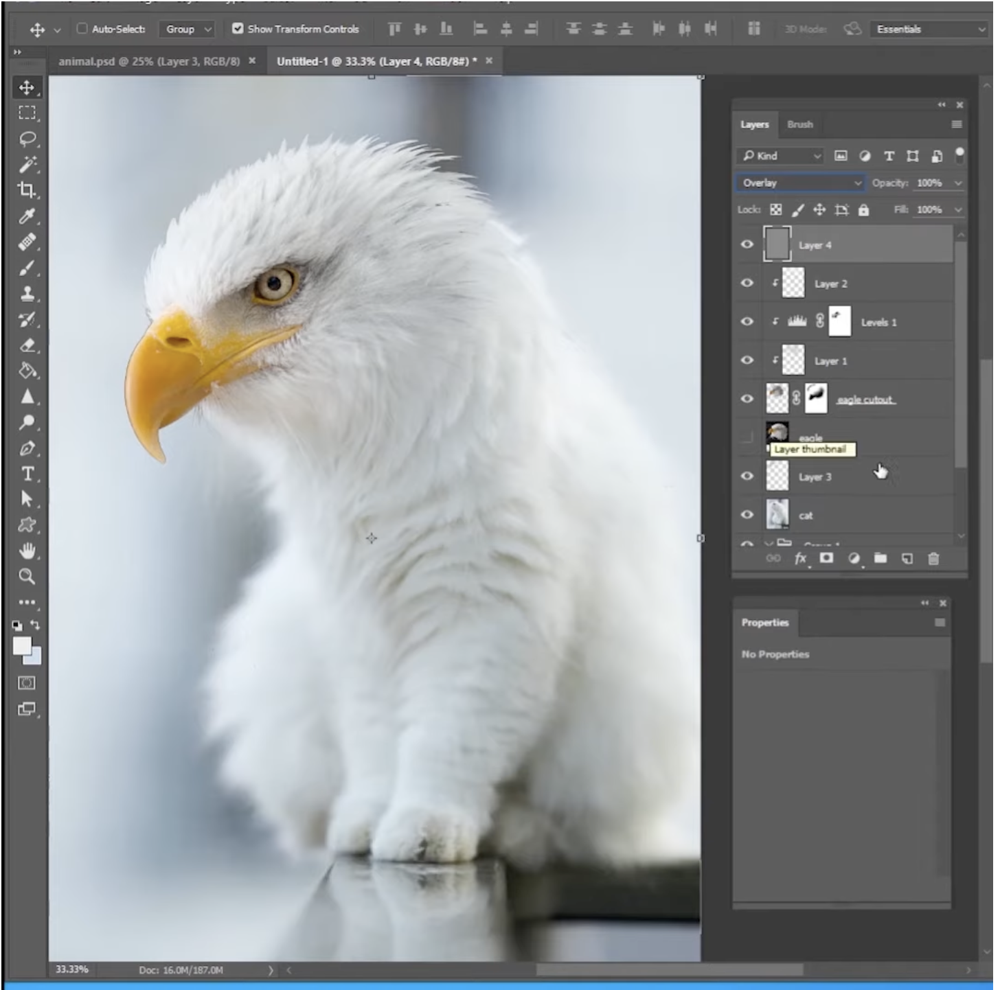 Auto-Select: Group Show Transform Controls 3D Mode: Essentials
animal.psd @ 25% (Layer 3, RGB/8) × Untitled-1 @ 33.3% (Layer 4, RGB/8#) * ×
Layers Brush
Kind
Overlay Opacity: 100%
Lock: Fill: 100%
Layer 4
Layer 2
Levels 1
Layer 1
eagle cutout
eagle
Layer thumbnail
Layer 3
cat
Properties
No Properties
33.33% Doc: 16.0M/187.0M